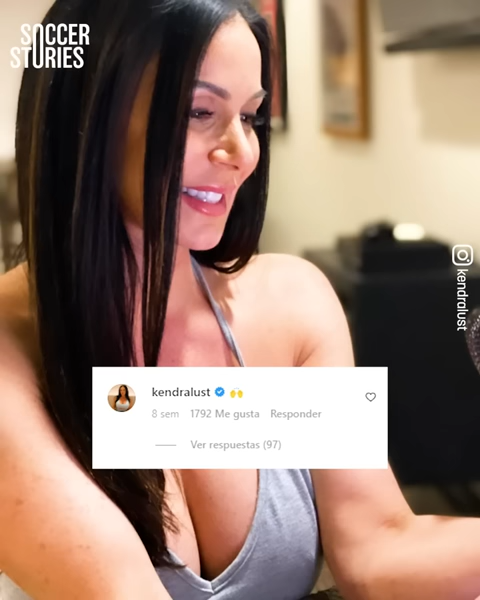 SOCCER
STORIES
kendralust
kendralust 🙌
8 sem 1792 Me gusta Responder
Ver respuestas (97)